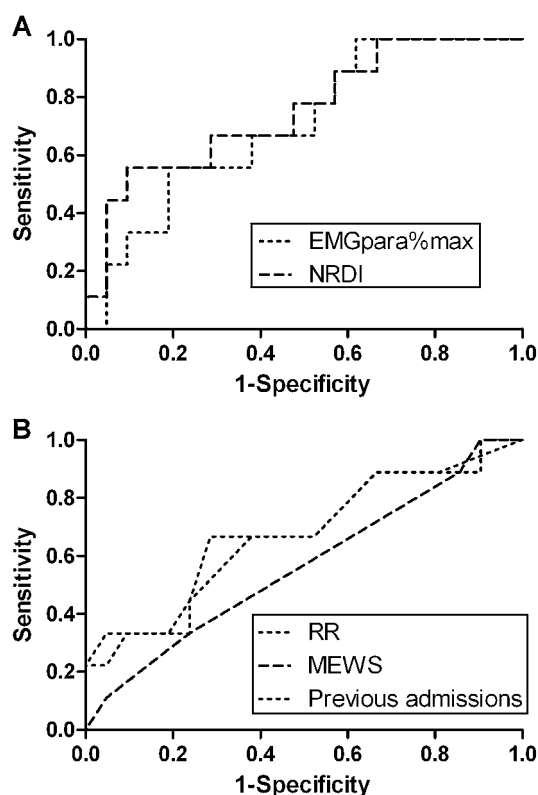 A
1.0
0.8
0.6
0.4
0.2
0.0
Sensitivity
EMGpara%max
NRDI
0.0 0.2 0.4 0.6 0.8 1.0
1-Specificity
B
1.0
0.8
0.6
0.4
0.2
0.0
Sensitivity
RR
MEWS
Previous admissions
0.0 0.2 0.4 0.6 0.8 1.0
1-Specificity